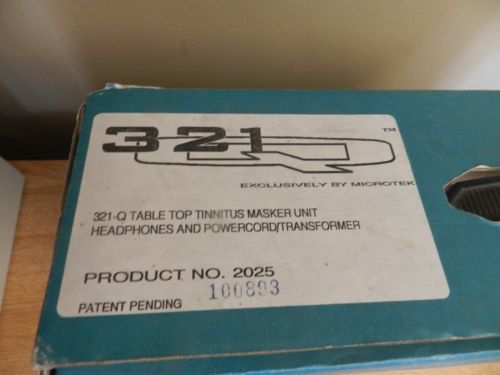 321Q
TM
EXCLUSIVELY BY MICROTEK
321-Q TABLE TOP TINNITUS MASKER UNIT
HEADPHONES AND POWERCORD/TRANSFORMER
PRODUCT NO. 2025
100893
PATENT PENDING